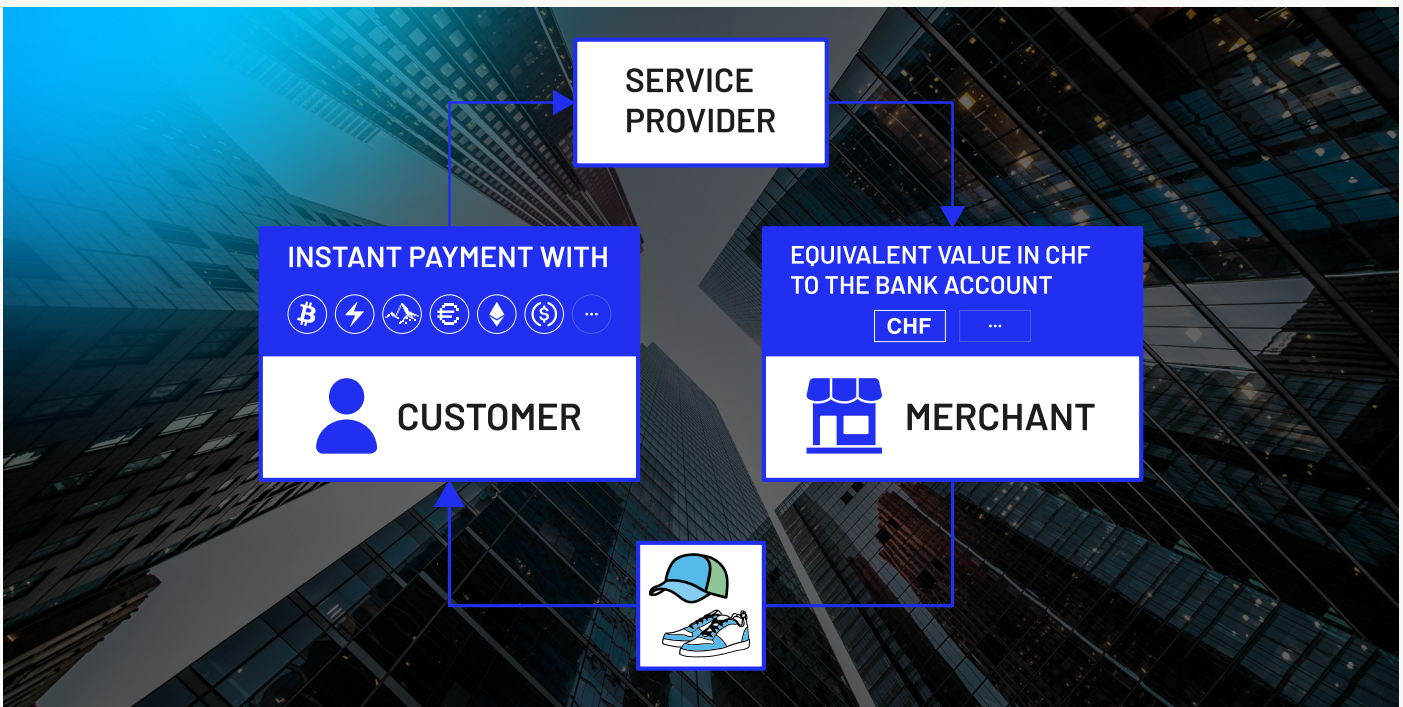 SERVICE
PROVIDER
INSTANT PAYMENT WITH
...
CUSTOMER
EQUIVALENT VALUE IN CHF
TO THE BANK ACCOUNT
CHF
...
MERCHANT